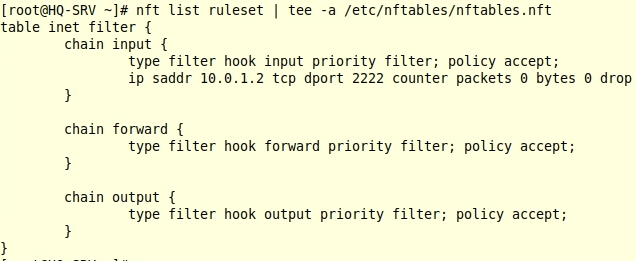 [root@HQ-SRV ~]# nft list ruleset | tee -a /etc/nftables/nftables.nft
table inet filter {
        chain input {
                type filter hook input priority filter; policy accept;
                ip saddr 10.0.1.2 tcp dport 2222 counter packets 0 bytes 0 drop
        }

        chain forward {
                type filter hook forward priority filter; policy accept;
        }

        chain output {
                type filter hook output priority filter; policy accept;
        }
}